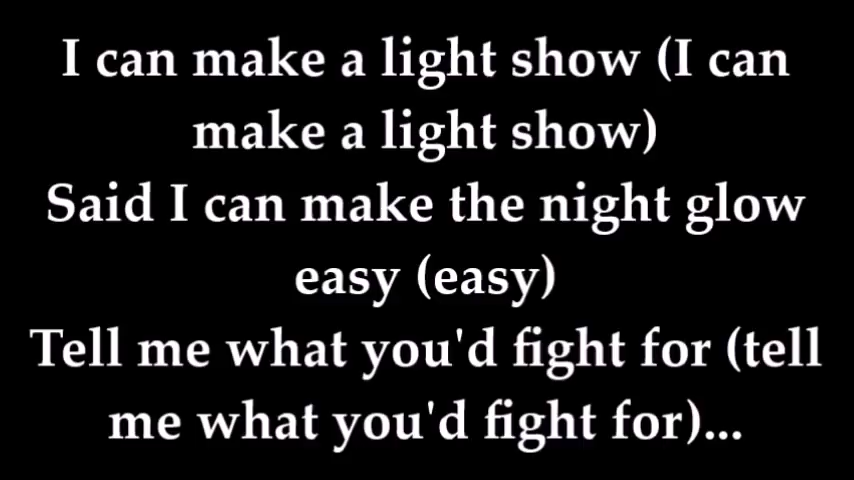 I can make a light show (I can
make a light show)
Said I can make the night glow
easy (easy)
Tell me what you'd fight for (tell
me what you'd fight for)...